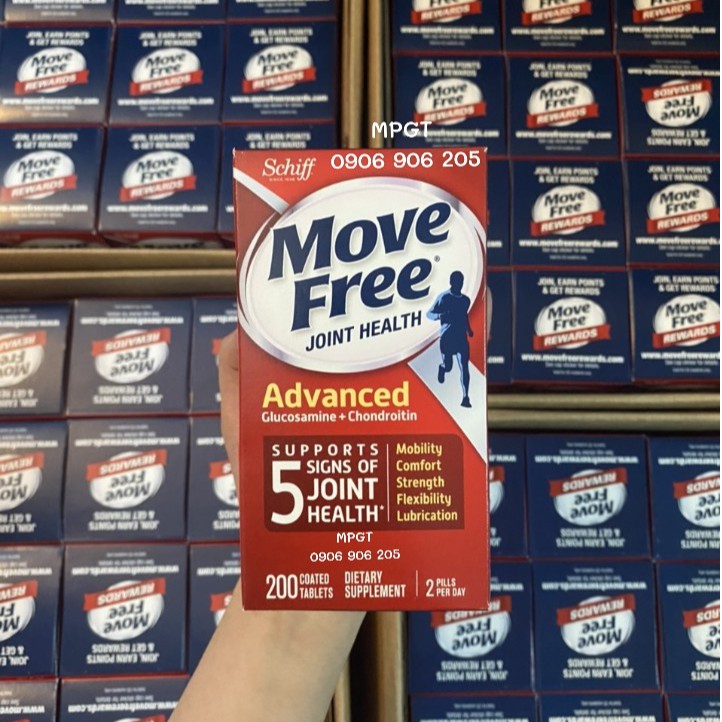 JOIN, EARN POINTS
& GET REWARDS
Move
Free
REWARDS
www.movefreerewards.com
MPGT
Schiff
0906 906 205
Move
Free®
JOINT HEALTH
Advanced
Glucosamine + Chondroitin
SUPPORTS
5 SIGNS OF
JOINT
HEALTH*
Mobility
Comfort
Strength
Flexibility
Lubrication
MPGT
0906 906 205
200 COATED
TABLETS
DIETARY
SUPPLEMENT
2 PILLS
PER DAY